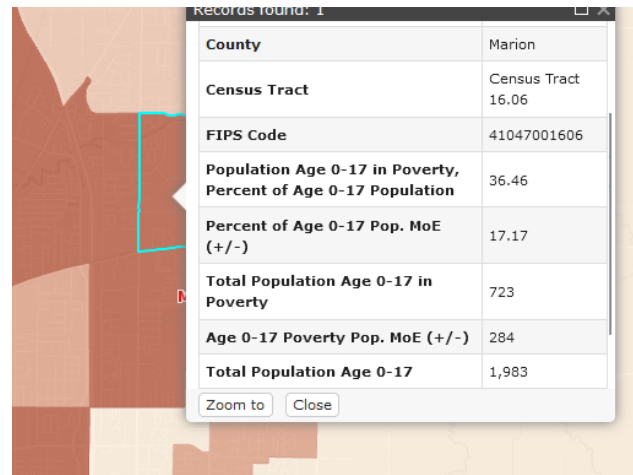 Records found: 1
County
Marion
Census Tract
Census Tract
16.06
FIPS Code
41047001606
Population Age 0-17 in Poverty,
Percent of Age 0-17 Population
36.46
Percent of Age 0-17 Pop. MoE
(+/-)
17.17
Total Population Age 0-17 in
Poverty
723
Age 0-17 Poverty Pop. MoE (+/-)
284
Total Population Age 0-17
1,983
Zoom to
Close